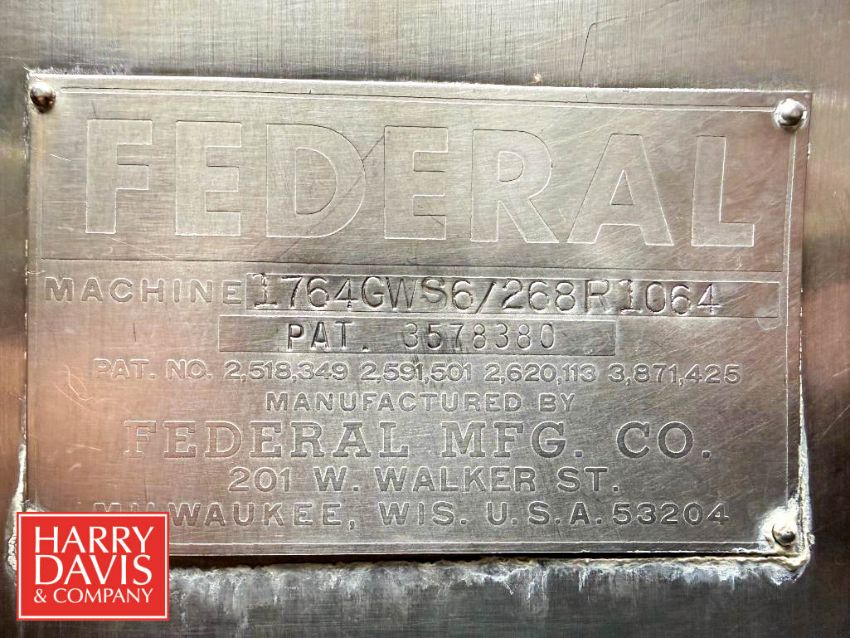 FEDERAL
MACHINE 1764GWS6/268R1064
PAT. 3578380
PAT. NO. 2,518,349 2,591,501 2,620,113 3,871,425
MANUFACTURED BY
FEDERAL MFG. CO.
201 W. WALKER ST.
MILWAUKEE, WIS. U.S.A. 53204
HARRY
DAVIS
& COMPANY